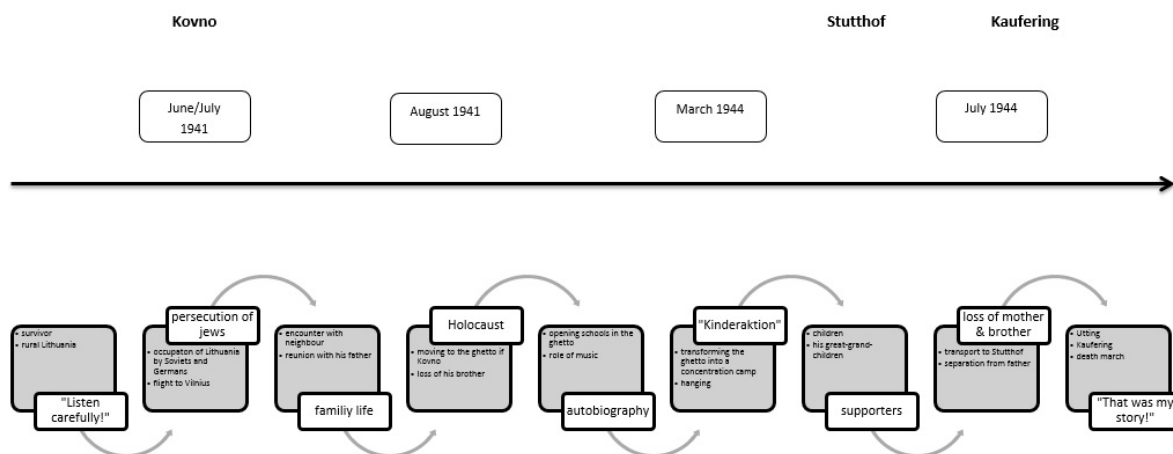 Kovno
Stutthof
Kaufering
June/July
1941
August 1941
March 1944
July 1944
• survivor
• rural Lithuania
"Listen
carefully!"
persecution of
jews
• occupaton of Lithuania
by Soviets and
Germans
• flight to Vilnius
• encounter with
neighbour
• reunion with his father
familiy life
Holocaust
• moving to the ghetto if
Kovno
• loss of his brother
• opening schools in the
ghetto
• role of music
autobiography
"Kinderaktion"
• transforming the
ghetto into a
concentration camp
• hanging
• children
• his great-grand-
children
supporters
loss of mother
& brother
• transport to Stutthof
• separation from father
• Utting
• Kaufering
• death march
"That was my
story!"